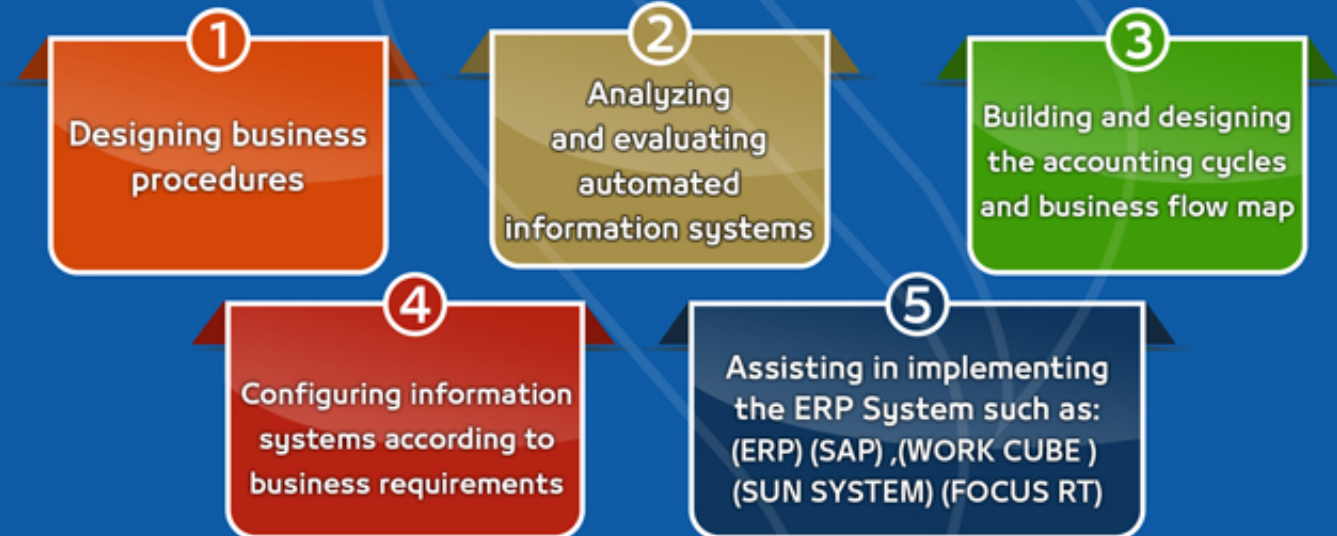 1
Designing business
procedures
2
Analyzing
and evaluating
automated
information systems
3
Building and designing
the accounting cycles
and business flow map
4
Configuring information
systems according to
business requirements
5
Assisting in implementing
the ERP System such as:
(ERP) (SAP) ,(WORK CUBE )
(SUN SYSTEM) (FOCUS RT)